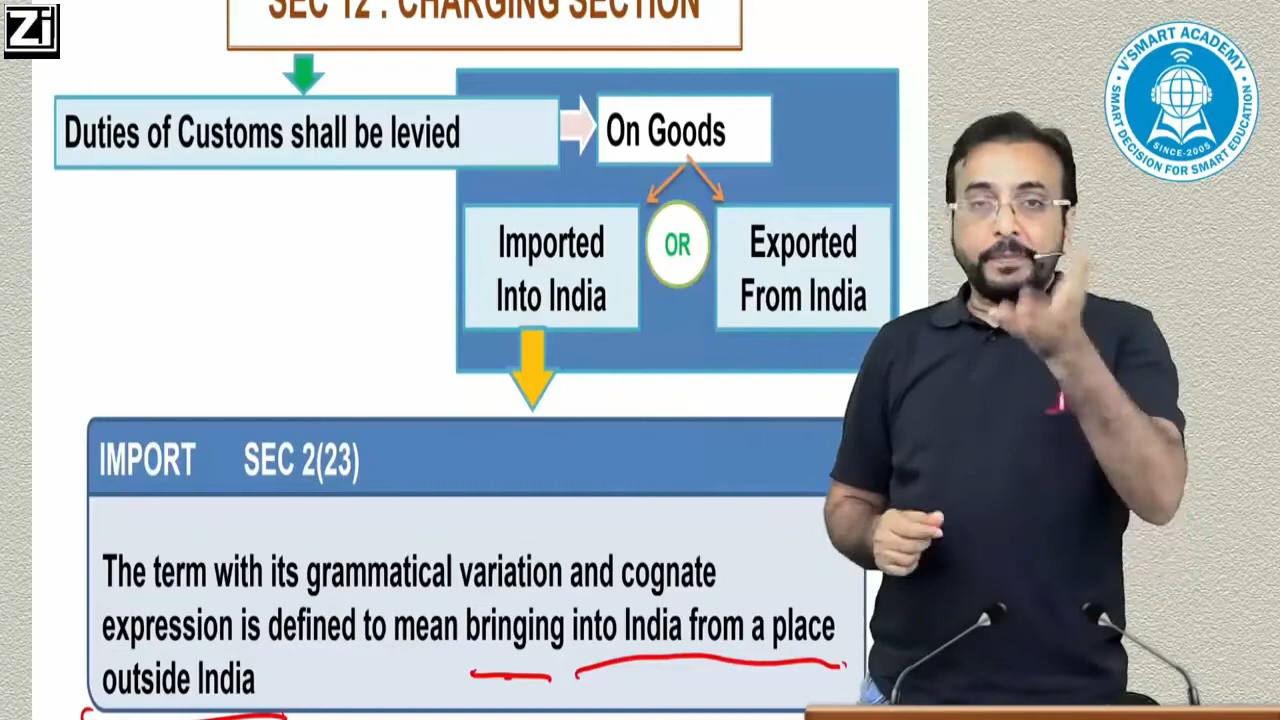 Zi
SEC 12 : CHARGING SECTION
Duties of Customs shall be levied
On Goods
Imported
Into India
OR
Exported
From India
IMPORT SEC 2(23)
The term with its grammatical variation and cognate
expression is defined to mean bringing into India from a place
outside India
V'SMART ACADEMY
SINCE-2005
SMART DECISION FOR SMART EDUCATION